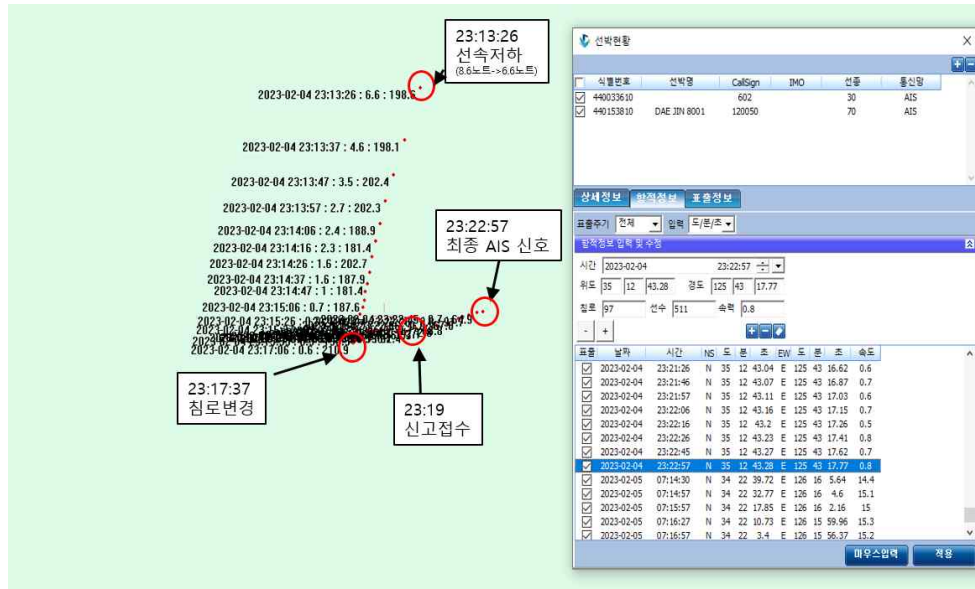 23:13:26
선속저하
(8.6노트->6.6노트)
2023-02-04 23:13:26 : 6.6 : 198.6
2023-02-04 23:13:37 : 4.6 : 198.1
2023-02-04 23:13:47 : 3.5 : 202.4
2023-02-04 23:13:57 : 2.7 : 202.3
2023-02-04 23:14:06 : 2.4 : 188.9
2023-02-04 23:14:16 : 2.3 : 181.4
2023-02-04 23:14:26 : 1.6 : 202.7
2023-02-04 23:14:37 : 1.6 : 187.9
2023-02-04 23:14:47 : 1 : 181.4
2023-02-04 23:15:06 : 0.7 : 187.6
2023-02-04 23:15:26
2023-02-04 23:17:06 : 0.6 : 210.9
23:22:57
최종 AIS 신호
23:17:37
침로변경
23:19
신고접수
선박현황
식별번호 선박명 CallSign IMO 선종 통신망
440033610 602 30 AIS
440153810 DAE JIN 8001 120050 70 AIS
상세정보 항적정보 표출정보
표출주기 전체 입력 도/분/초
항적정보 입력 및 수정
시간 2023-02-04 23:22:57
위도 35 12 43.28 경도 125 43 17.77
침로 97 선수 511 속력 0.8
- +
표출 날짜 시간 NS 도 분 초 EW 도 분 초 속도
2023-02-04 23:21:26 N 35 12 43.04 E 125 43 16.62 0.6
2023-02-04 23:21:46 N 35 12 43.07 E 125 43 16.87 0.7
2023-02-04 23:21:57 N 35 12 43.11 E 125 43 17.03 0.6
2023-02-04 23:22:06 N 35 12 43.16 E 125 43 17.15 0.7
2023-02-04 23:22:16 N 35 12 43.2 E 125 43 17.26 0.5
2023-02-04 23:22:26 N 35 12 43.23 E 125 43 17.41 0.8
2023-02-04 23:22:45 N 35 12 43.27 E 125 43 17.62 0.7
2023-02-04 23:22:57 N 35 12 43.28 E 125 43 17.77 0.8
2023-02-05 07:14:30 N 34 22 39.72 E 126 16 5.64 14.4
2023-02-05 07:14:57 N 34 22 32.77 E 126 16 4.6 15.1
2023-02-05 07:15:57 N 34 22 17.85 E 126 16 2.16 15
2023-02-05 07:16:27 N 34 22 10.73 E 126 15 59.96 15.3
2023-02-05 07:16:57 N 34 22 3.4 E 126 15 56.37 15.2
마우스입력 적용